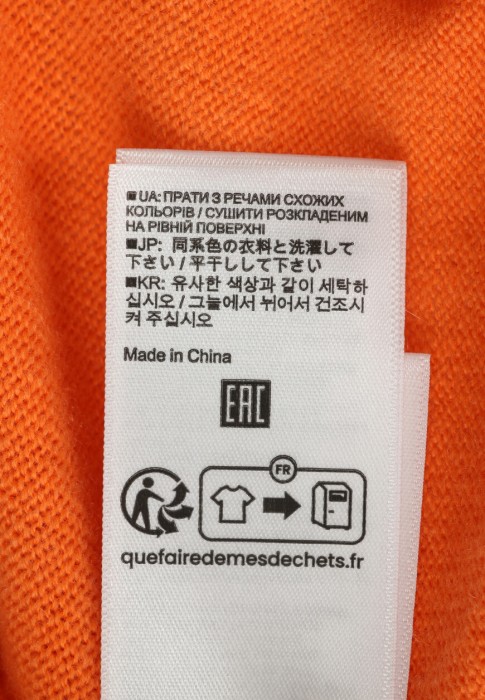 ■ UA: ПРАТИ З РЕЧАМИ СХОЖИХ
КОЛЬОРІВ / СУШИТИ РОЗКЛАДЕНИМ
НА РІВНІЙ ПОВЕРХНІ
■JP: 同系色の衣料と洗濯して
下さい / 平干しして下さい
■KR: 유사한 색상과 같이 세탁하
십시오 / 그늘에서 뉘어서 건조시
켜 주십시오
Made in China
EAC
FR
quefairedemesdechets.fr